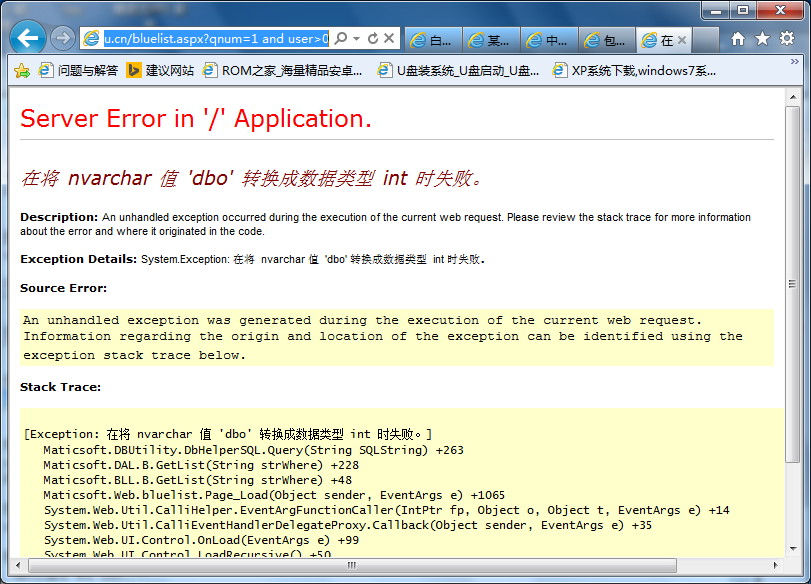 u.cn/bluelist.aspx?qnum=1 and user>0
白...
某...
中...
包...
在
问题与解答
建议网站
ROM之家_海量精品安卓...
U盘装系统_U盘启动_U盘...
XP系统下载,windows7系...
Server Error in '/' Application.
在将 nvarchar 值 'dbo' 转换成数据类型 int 时失败。
Description: An unhandled exception occurred during the execution of the current web request. Please review the stack trace for more information
about the error and where it originated in the code.
Exception Details: System.Exception: 在将 nvarchar 值 'dbo' 转换成数据类型 int 时失败。
Source Error:
An unhandled exception was generated during the execution of the current web request.
Information regarding the origin and location of the exception can be identified using the
exception stack trace below.
Stack Trace:
[Exception: 在将 nvarchar 值 'dbo' 转换成数据类型 int 时失败。]
Maticsoft.DBUtility.DbHelperSQL.Query(String SQLString) +263
Maticsoft.DAL.B.GetList(String strWhere) +228
Maticsoft.BLL.B.GetList(String strWhere) +48
Maticsoft.Web.bluelist.Page_Load(Object sender, EventArgs e) +1065
System.Web.Util.CalliHelper.EventArgFunctionCaller(IntPtr fp, Object o, Object t, EventArgs e) +14
System.Web.Util.CalliEventHandlerDelegateProxy.Callback(Object sender, EventArgs e) +35
System.Web.UI.Control.OnLoad(EventArgs e) +99
System.Web.UI.Control.LoadRecursive() +50